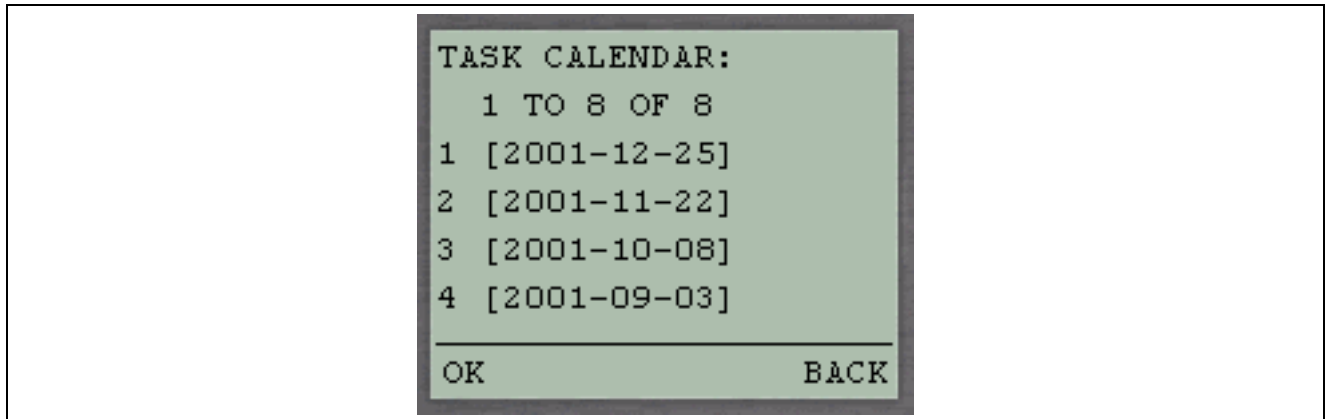 TASK CALENDAR:
1 TO 8 OF 8
1 [2001-12-25]
2 [2001-11-22]
3 [2001-10-08]
4 [2001-09-03]
OK BACK